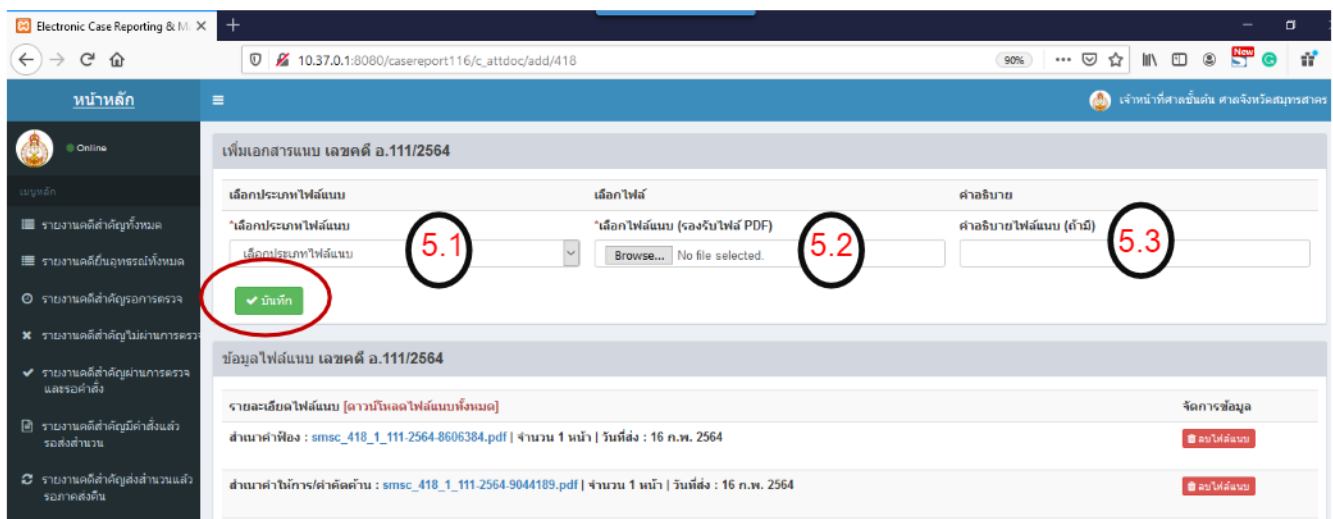 Electronic Case Reporting & M
10.37.0.1:8080/casereport116/c_attdoc/add/418
90%
New
หน้าหลัก
เจ้าหน้าที่ศาลชั้นต้น ศาลจังหวัดสมุทรสาคร
Online
เมนูหลัก
รายงานคดีสำคัญทั้งหมด
รายงานคดียื่นอุทธรณ์ทั้งหมด
รายงานคดีสำคัญรอการตรวจ
รายงานคดีสำคัญไม่ผ่านการตรวจ
รายงานคดีสำคัญผ่านการตรวจ
และรอคำสั่ง
รายงานคดีสำคัญมีคำสั่งแล้ว
รอส่งสำนวน
รายงานคดีสำคัญส่งสำนวนแล้ว
รอภาคส่งคืน
เพิ่มเอกสารแนบ เลขคดี อ.111/2564
เลือกประเภทไฟล์แนบ
เลือกไฟล์
คำอธิบาย
*เลือกประเภทไฟล์แนบ
*เลือกไฟล์แนบ (รองรับไฟล์ PDF)
คำอธิบายไฟล์แนบ (ถ้ามี)
เลือกประเภทไฟล์แนบ
5.1
Browse... No file selected.
5.2
5.3
บันทึก
ข้อมูลไฟล์แนบ เลขคดี อ.111/2564
รายละเอียดไฟล์แนบ [ดาวน์โหลดไฟล์แนบทั้งหมด]
จัดการข้อมูล
สำเนาคำฟ้อง : smsc_418_1_111-2564-8606384.pdf | จำนวน 1 หน้า | วันที่ส่ง : 16 ก.พ. 2564
ลบไฟล์แนบ
สำเนาคำให้การ/คำคัดค้าน : smsc_418_1_111-2564-9044189.pdf | จำนวน 1 หน้า | วันที่ส่ง : 16 ก.พ. 2564
ลบไฟล์แนบ